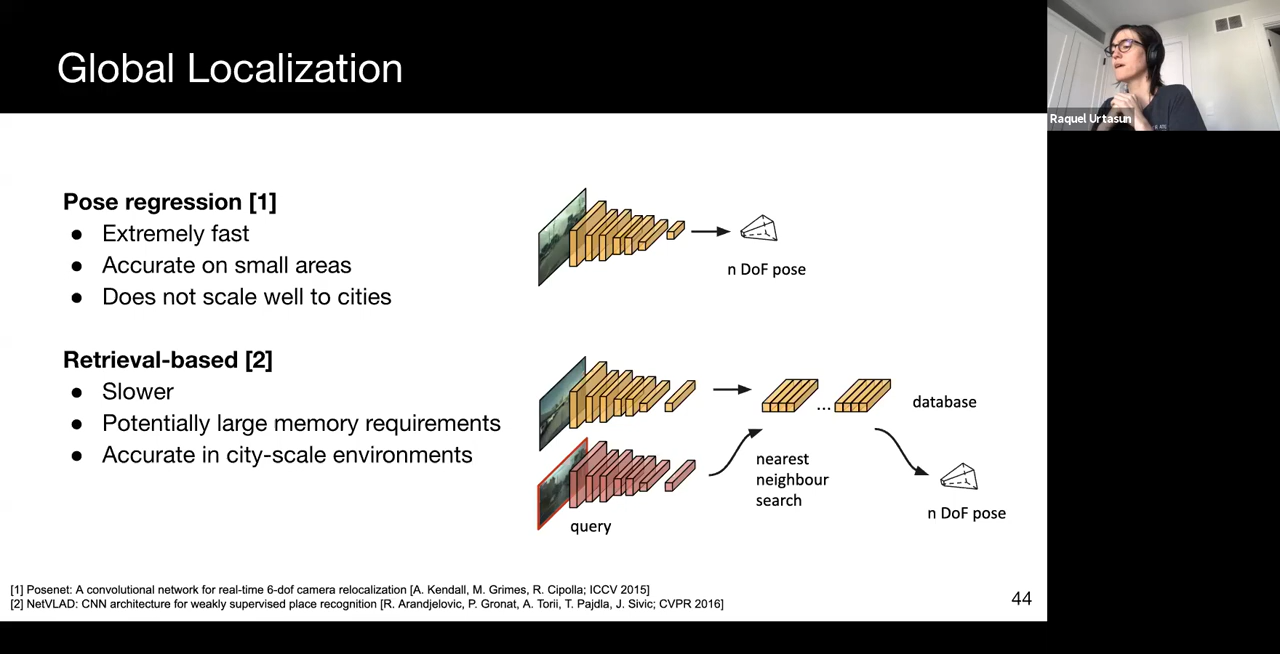 Global Localization
Raquel Urtasun
Pose regression [1]
● Extremely fast
● Accurate on small areas
● Does not scale well to cities
n DoF pose
Retrieval-based [2]
● Slower
● Potentially large memory requirements
● Accurate in city-scale environments
database
nearest
neighbour
search
query
n DoF pose
[1] Posenet: A convolutional network for real-time 6-dof camera relocalization [A. Kendall, M. Grimes, R. Cipolla; ICCV 2015]
[2] NetVLAD: CNN architecture for weakly supervised place recognition [R. Arandjelovic, P. Gronat, A. Torii, T. Pajdla, J. Sivic; CVPR 2016]
44